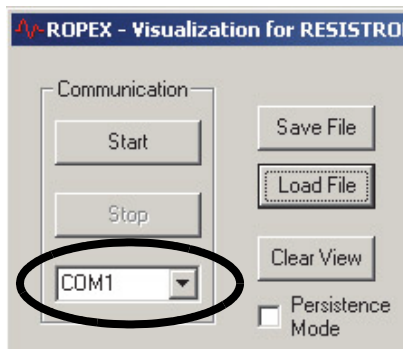 ROPEX - Visualization for RESISTRO
Communication
Start
Stop
COM1
Save File
Load File
Clear View
Persistence
Mode